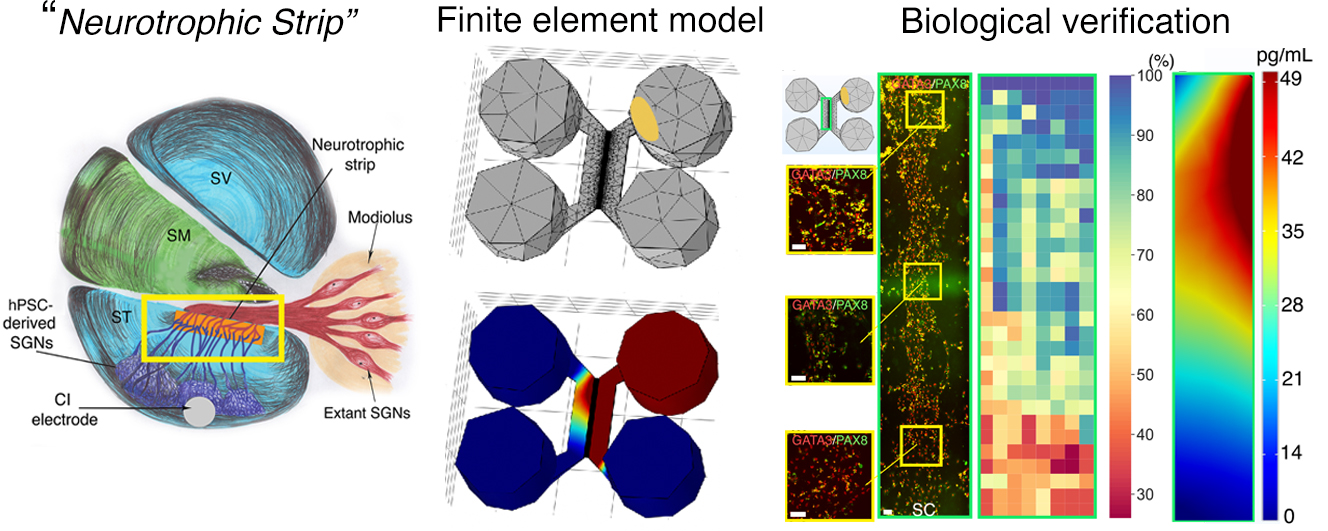 “Neurotrophic Strip”
Finite element model
Biological verification
SV
SM
ST
Neurotrophic
strip
Modiolus
hPSC-
derived
SGNs
CI
electrode
Extant SGNs
GATA3/PAX8
GATA3/PAX8
GATA3/PAX8
GATA3/PAX8
SC
(%)
100
90
80
70
60
50
40
30
pg/mL
49
42
35
28
21
14
0